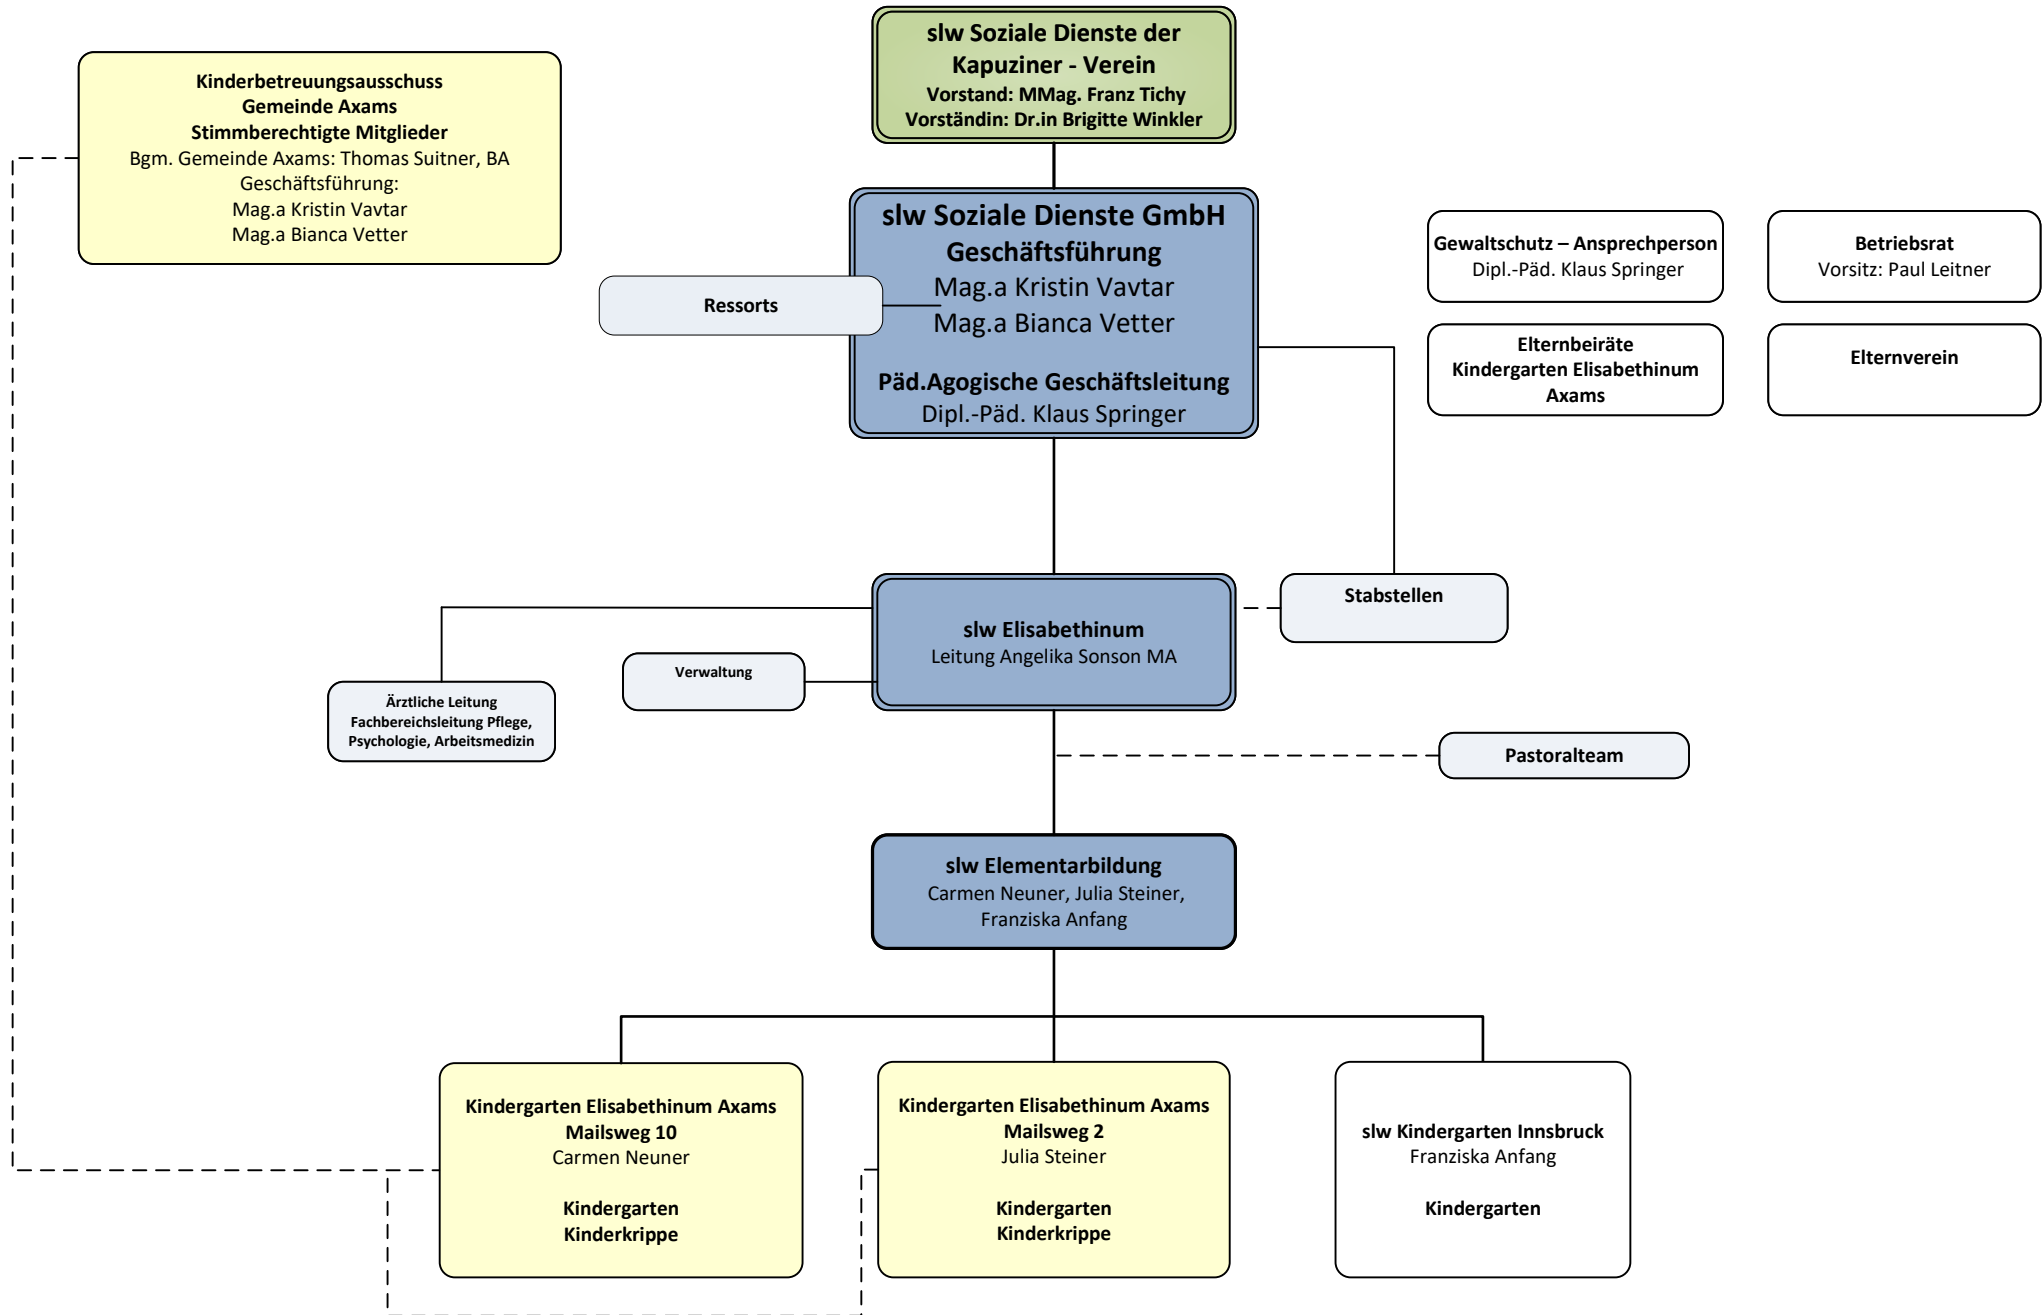 slw Soziale Dienste der
Kapuziner - Verein
Vorstand: MMag. Franz Tichy
Vorständin: Dr.in Brigitte Winkler
Kinderbetreuungsausschuss
Gemeinde Axams
Stimmberechtigte Mitglieder
Bgm. Gemeinde Axams: Thomas Suitner, BA
Geschäftsführung:
Mag.a Kristin Vavtar
Mag.a Bianca Vetter
slw Soziale Dienste GmbH
Geschäftsführung
Mag.a Kristin Vavtar
Mag.a Bianca Vetter
Päd.Agogische Geschäftsleitung
Dipl.-Päd. Klaus Springer
Ressorts
Gewaltschutz – Ansprechperson
Dipl.-Päd. Klaus Springer
Betriebsrat
Vorsitz: Paul Leitner
Elternbeiräte
Kindergarten Elisabethinum
Axams
Elternverein
Stabstellen
slw Elisabethinum
Leitung Angelika Sonson MA
Verwaltung
Ärztliche Leitung
Fachbereichsleitung Pflege,
Psychologie, Arbeitsmedizin
Pastoralteam
slw Elementarbildung
Carmen Neuner, Julia Steiner,
Franziska Anfang
Kindergarten Elisabethinum Axams
Mailsweg 10
Carmen Neuner
Kindergarten
Kinderkrippe
Kindergarten Elisabethinum Axams
Mailsweg 2
Julia Steiner
Kindergarten
Kinderkrippe
slw Kindergarten Innsbruck
Franziska Anfang
Kindergarten